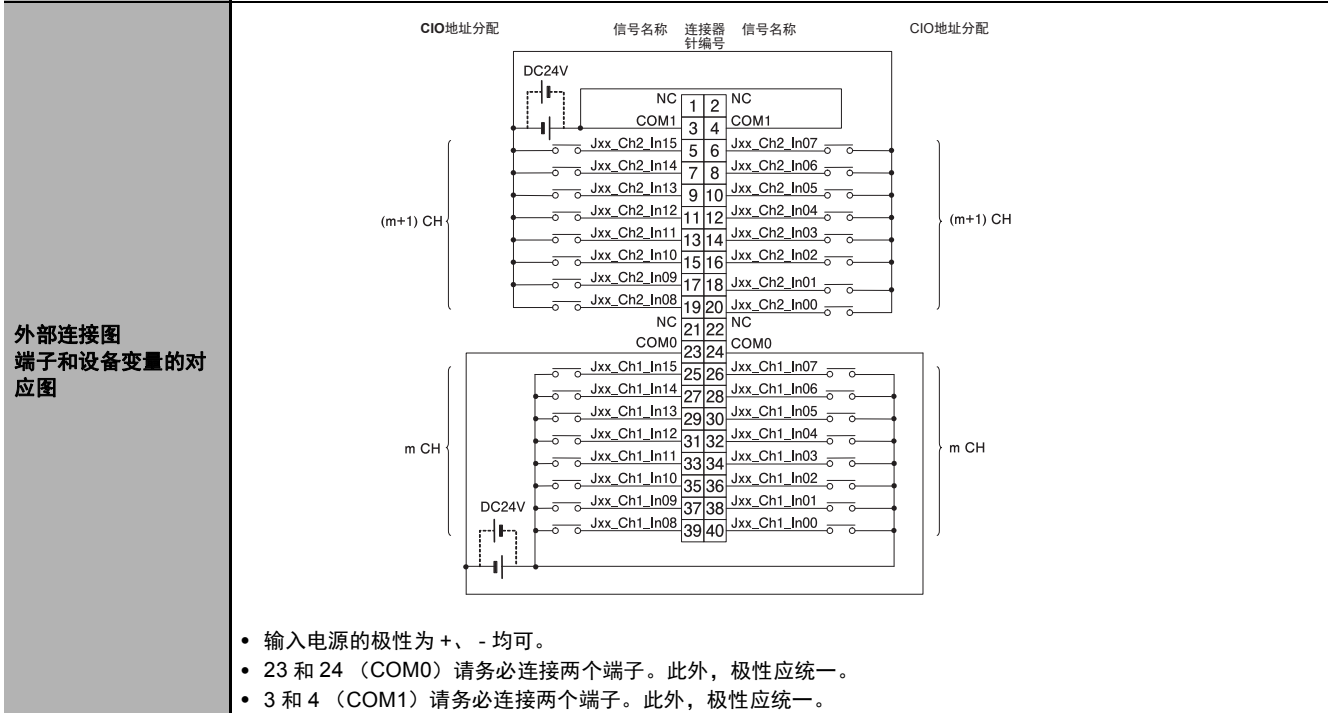 CIO地址分配 信号名称 连接器 信号名称 CIO地址分配
针编号
DC24V
NC 1 2 NC
COM1 3 4 COM1
Jxx_Ch2_In15 5 6 Jxx_Ch2_In07
Jxx_Ch2_In14 7 8 Jxx_Ch2_In06
Jxx_Ch2_In13 9 10 Jxx_Ch2_In05
(m+1) CH Jxx_Ch2_In12 11 12 Jxx_Ch2_In04 (m+1) CH
Jxx_Ch2_In11 13 14 Jxx_Ch2_In03
Jxx_Ch2_In10 15 16 Jxx_Ch2_In02
Jxx_Ch2_In09 17 18 Jxx_Ch2_In01
Jxx_Ch2_In08 19 20 Jxx_Ch2_In00
NC 21 22 NC
COM0 23 24 COM0
Jxx_Ch1_In15 25 26 Jxx_Ch1_In07
Jxx_Ch1_In14 27 28 Jxx_Ch1_In06
Jxx_Ch1_In13 29 30 Jxx_Ch1_In05
m CH Jxx_Ch1_In12 31 32 Jxx_Ch1_In04 m CH
Jxx_Ch1_In11 33 34 Jxx_Ch1_In03
Jxx_Ch1_In10 35 36 Jxx_Ch1_In02
DC24V Jxx_Ch1_In09 37 38 Jxx_Ch1_In01
Jxx_Ch1_In08 39 40 Jxx_Ch1_In00
外部连接图
端子和设备变量的对
应图
• 输入电源的极性为 +、 - 均可。
• 23 和 24 （COM0）请务必连接两个端子。此外，极性应统一。
• 3 和 4 （COM1）请务必连接两个端子。此外，极性应统一。